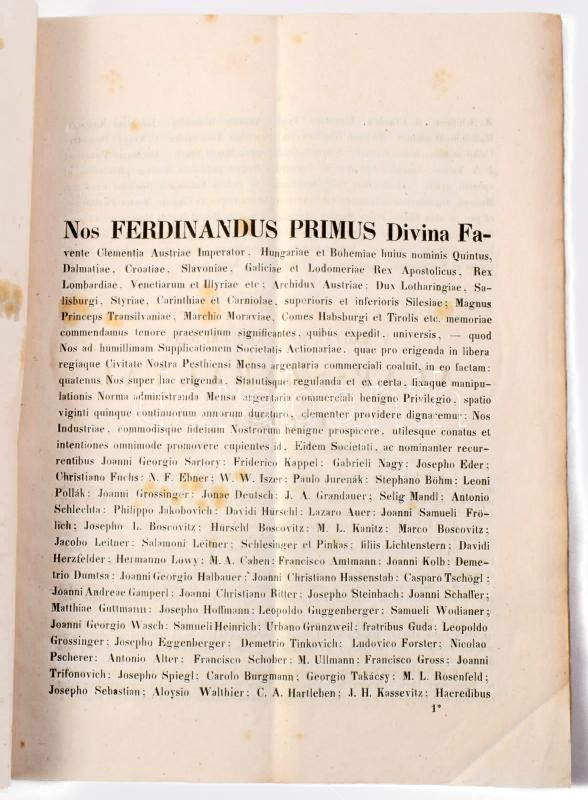 Nos FERDINANDUS PRIMUS Divina Fa-
vente Clementia Austriae Imperator, Hungariae et Bohemiae huius nominis Quintus,
Dalmatiae, Croatiae, Slavoniae, Galiciae et Lodomeriae Rex Apostolicus, Rex
Lombardiae, Venetiarum et Illyriae etc; Archidux Austriae; Dux Lotharingiae, Sa-
lisburgi, Styriae, Carinthiae et Carniolae, superioris et inferioris Silesiae; Magnus
Princeps Transilvaniae, Marchio Moraviae, Comes Habsburgi et Tirolis etc. memoriae
commendamus tenore praesentium significantes, quibus expedit, universis, — quod
Nos ad humillimam Supplicationem Societatis Actionariae, quae pro erigenda in libera
regiaque Civitate Nostra Pesthiensi Mensa argentaria commerciali coaluit, in eo factam:
quatenus Nos super hac erigenda, Statutisque regulanda et ex certa, fixaque manipu-
lationis Norma administranda Mensa argentaria commerciali benigno Privilegio, spatio
viginti quinque continuorum annorum duraturo, clementer providere dignaremur; Nos
Industriae, commodisque fidelium Nostrorum benigne prospicere, utilesque conatus et
intentiones omnimode promovere cupientes id, Eidem Societati, ac nominanter recur-
rentibus Joanni Georgio Sartory; Friderico Kappel; Gabrieli Nagy; Josepho Eder;
Christiano Fuchs; N. F. Ebner; W. W. Iszer; Paulo Jurenák; Stephano Böhm; Leoni
Pollák; Joanni Grossinger; Jonae Deutsch; J. A. Grandauer; Selig Mandl; Antonio
Schlechta; Philippo Jakobovich; Davidi Hürschl; Lazaro Auer; Joanni Samueli Frö-
lich; Josepho L. Boscovitz; Hürschl Boscovitz; M. L. Kanitz; Marco Boscovitz;
Jacobo Leitner; Salamoni Leitner; Schlesinger et Pinkas; filiis Lichtenstern; Davidi
Herzfelder; Hermanno Löwy; M. A. Cahen; Francisco Amtmann; Joanni Kolb; Deme-
trio Dumtsa; Joanni Georgio Halbauer; Joanni Christiano Hassenstab; Casparo Tschögl;
Joanni Andreae Gamperl; Joanni Christiano Ritter; Josepho Steinbach; Joanni Schaffer;
Matthiae Guttmann; Josepho Hoffmann; Leopoldo Guggenberger; Samueli Wodianer;
Joanni Georgio Wasch; Samueli Heinrich; Urbano Grünzweil; fratribus Guda; Leopoldo
Grossinger; Josepho Eggenberger; Demetrio Tinkovich; Ludovico Forster; Nicolao
Pscherer; Antonio Alter; Francisco Schober; M. Ullmann; Francisco Gross; Joanni
Trifonovich; Josepho Spiegl; Carolo Burgmann; Georgio Takácsy; M. L. Rosenfeld;
Josepho Sebastian; Aloysio Walthier; C. A. Hartleben; J. H. Kassevitz; Haeredibus
1*